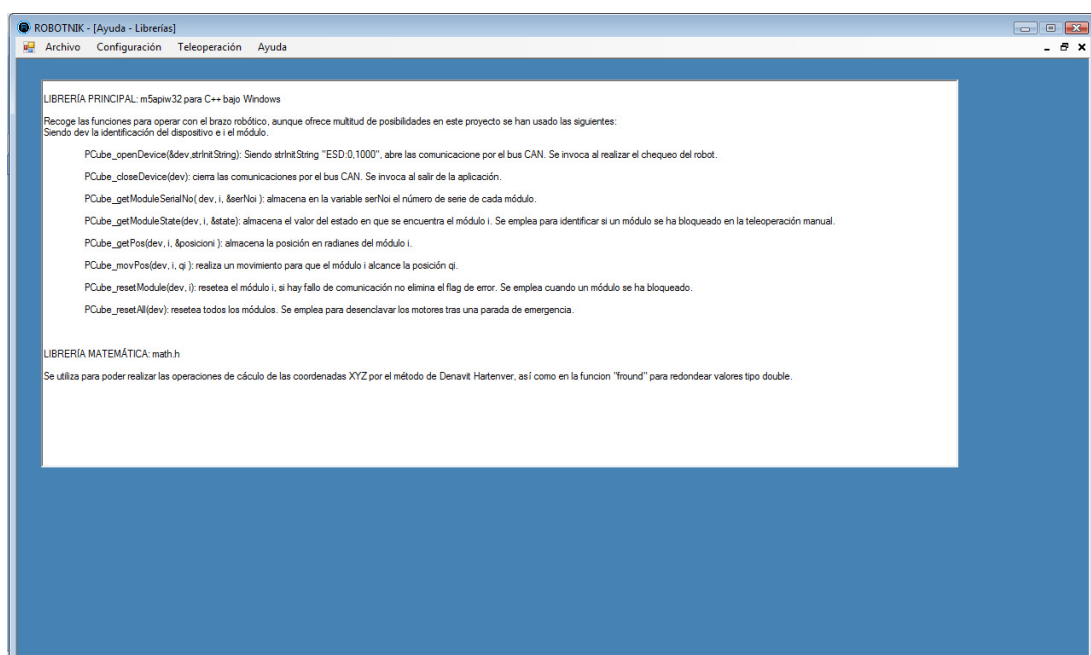 ROBOTNIK - [Ayuda - Librerías]
Archivo Configuración Teleoperación Ayuda
LIBRERÍA PRINCIPAL: m5apiw32 para C++ bajo Windows
Recoge las funciones para operar con el brazo robótico, aunque ofrece multitud de posibilidades en este proyecto se han usado las siguientes:
Siendo dev la identificación del dispositivo e i el módulo.
PCube_openDevice(&dev,strInitString): Siendo strInitString "ESD:0,1000", abre las comunicacione por el bus CAN. Se invoca al realizar el chequeo del robot.
PCube_closeDevice(dev): cierra las comunicaciones por el bus CAN. Se invoca al salir de la aplicación.
PCube_getModuleSerialNo( dev, i, &serNoi ): almacena en la variable serNoi el número de serie de cada módulo.
PCube_getModuleState(dev, i, &state): almacena el valor del estado en que se encuentra el módulo i. Se emplea para identificar si un módulo se ha bloqueado en la teleoperación manual.
PCube_getPos(dev, i, &posicioni ): almacena la posición en radianes del módulo i.
PCube_movPos(dev, i, qi ): realiza un movimiento para que el módulo i alcance la posición qi.
PCube_resetModule(dev, i): resetea el módulo i, si hay fallo de comunicación no elimina el flag de error. Se emplea cuando un módulo se ha bloqueado.
PCube_resetAll(dev): resetea todos los módulos. Se emplea para desenclavar los motores tras una parada de emergencia.
LIBRERÍA MATEMÁTICA: math.h
Se utiliza para poder realizar las operaciones de cáculo de las coordenadas XYZ por el método de Denavit Hartenver, así como en la funcion "fround" para redondear valores tipo double.